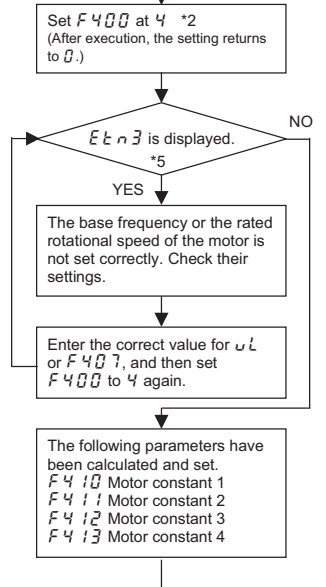 Set F400 at 4 *2
(After execution, the setting returns
to 0.)
Etn3 is displayed.
*5
NO
YES
The base frequency or the rated
rotational speed of the motor is
not set correctly. Check their
settings.
Enter the correct value for uL
or F407, and then set
F400 to 4 again.
The following parameters have
been calculated and set.
F410 Motor constant 1
F411 Motor constant 2
F412 Motor constant 3
F413 Motor constant 4